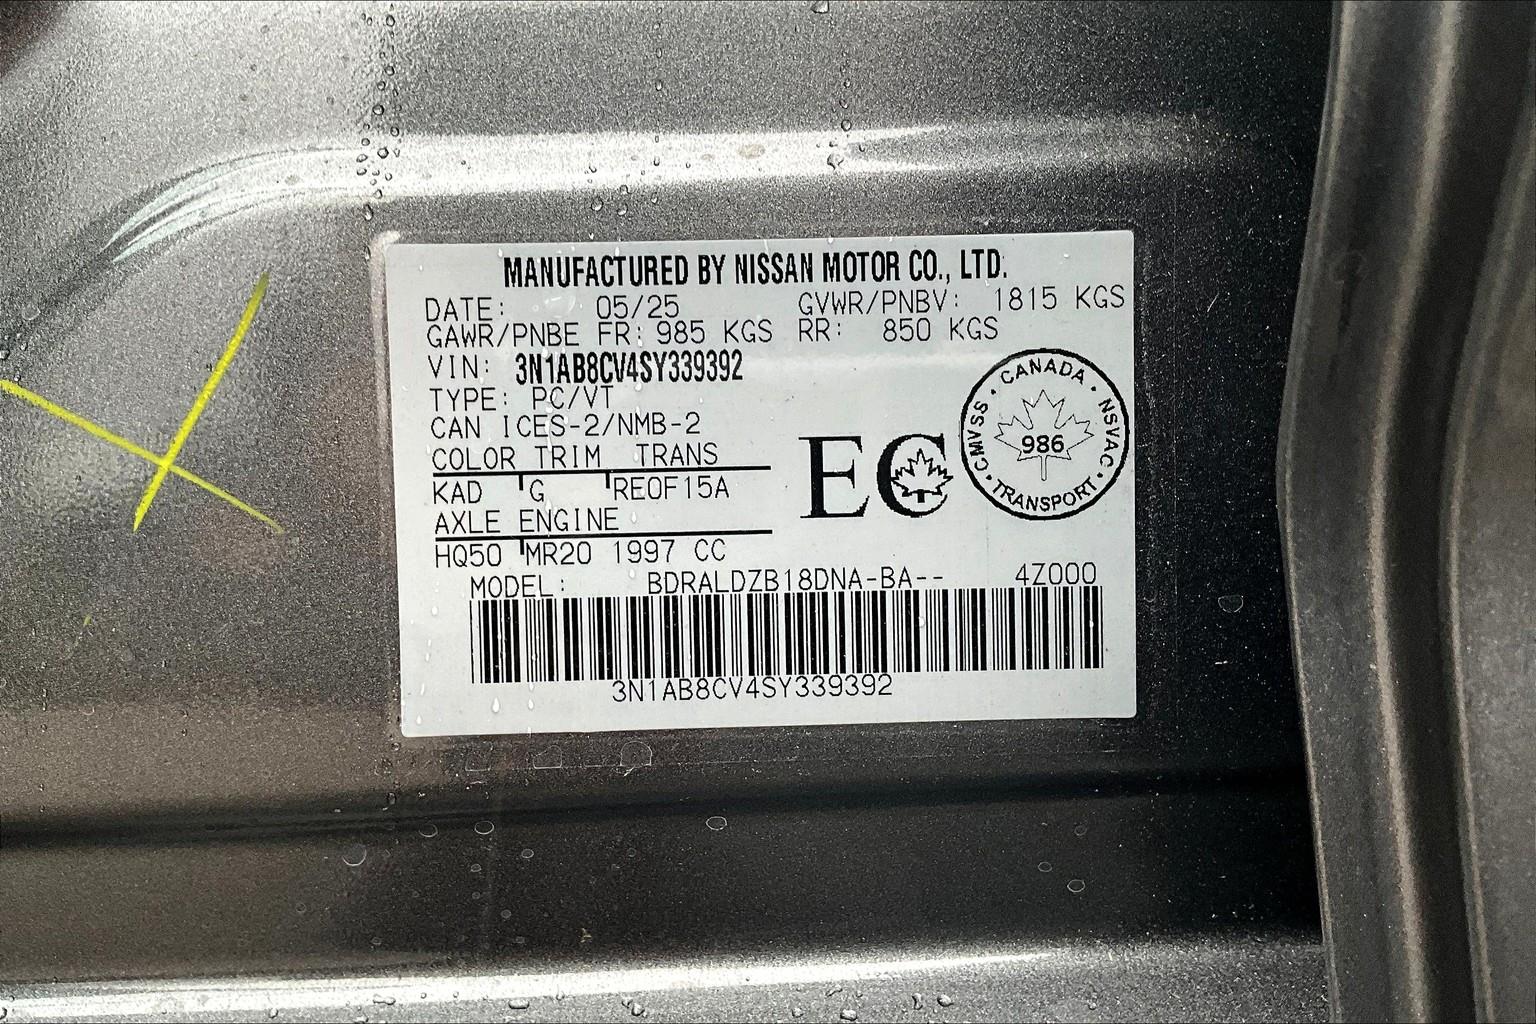 MANUFACTURED BY NISSAN MOTOR CO., LTD.
DATE: 05/25 GVWR/PNBV: 1815 KGS
GAWR/PNBE FR: 985 KGS RR: 850 KGS
VIN: 3N1AB8CV4SY339392
TYPE: PC/VT
CAN ICES-2/NMB-2
COLOR TRIM TRANS
KAD G RE0F15A
AXLE ENGINE
HQ50 MR20 1997 CC
EC
CANADA · NSVAC · TRANSPORT · CMVSS ·
986
MODEL: BDRALDZB18DNA-BA-- 4Z000
3N1AB8CV4SY339392